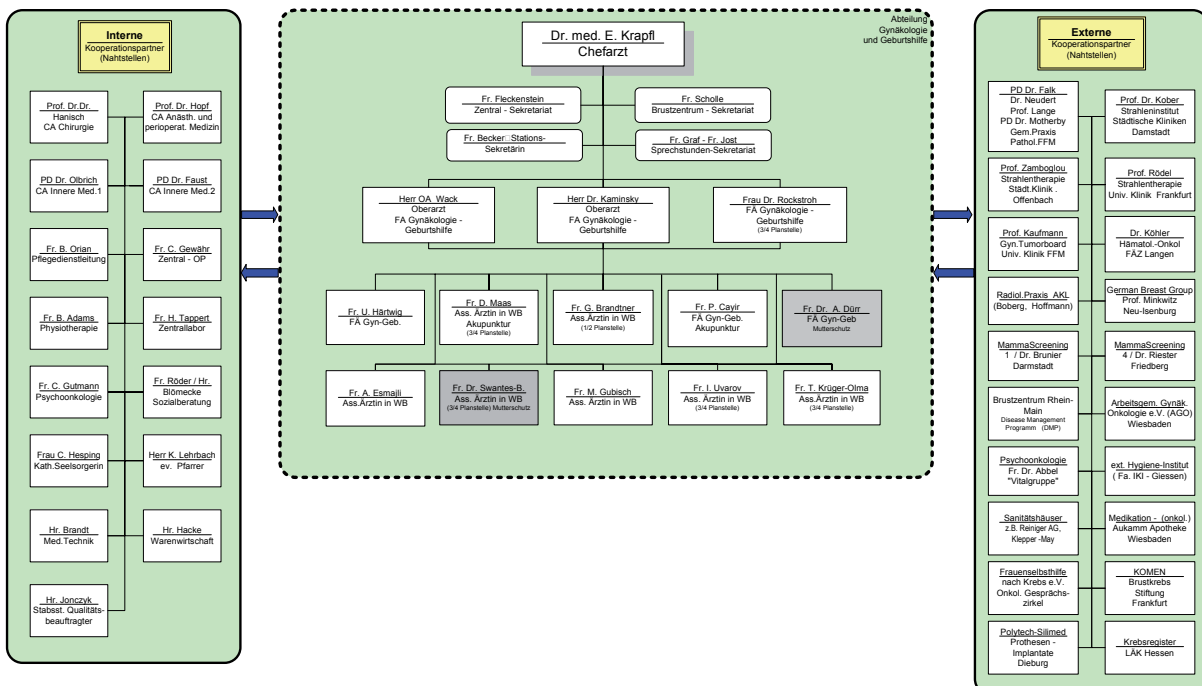 Interne
Kooperationspartner
(Nahtstellen)
Prof. Dr.Dr.
Hanisch
CA Chirurgie
Prof. Dr. Hopf
CA Anästh. und
perioperat. Medizin
PD Dr. Olbrich
CA Innere Med.1
PD Dr. Faust
CA Innere Med.2
Fr. B. Orian
Pflegedienstleitung
Fr. C. Gewähr
Zentral - OP
Fr. B. Adams
Physiotherapie
Fr. H. Tappert
Zentrallabor
Fr. C. Gutmann
Psychoonkologie
Fr. Röder / Hr.
Blömecke
Sozialberatung
Frau C. Hesping
Kath.Seelsorgerin
Herr K. Lehrbach
ev. Pfarrer
Hr. Brandt
Med.Technik
Hr. Hacke
Warenwirtschaft
Hr. Jonczyk
Stabsst. Qualitäts-
beauftragter
Abteilung
Gynäkologie
und Geburtshilfe
Dr. med. E. Krapfl
Chefarzt
Fr. Fleckenstein
Zentral - Sekretariat
Fr. Scholle
Brustzentrum - Sekretariat
Fr. Becker□Stations-
Sekretärin
Fr. Graf - Fr. Jost
Sprechstunden-Sekretariat
Herr OA Wack
Oberarzt
FA Gynäkologie -
Geburtshilfe
Herr Dr. Kaminsky
Oberarzt
FA Gynäkologie -
Geburtshilfe
Frau Dr. Rockstroh
FÄ Gynäkologie -
Geburtshilfe
(3/4 Planstelle)
Fr. U. Härtwig
FÄ Gyn-Geb.
Fr. D. Maas
Ass. Ärztin in WB
Akupunktur
(3/4 Planstelle)
Fr. G. Brandtner
Ass.Ärztin in WB
(1/2 Planstelle)
Fr. P. Cayir
FÄ Gyn-Geb.
Akupunktur
Fr. Dr. A. Dürr
FÄ Gyn-Geb
Mutterschutz
Fr. A. Esmajli
Ass.Ärztin in WB
Fr. Dr. Swantes-B.
Ass. Ärztin in WB
(3/4 Planstelle) Mutterschutz
Fr. M. Gubisch
Ass. Ärztin in WB
Fr. I. Uvarov
Ass. Ärztin in WB
(3/4 Planstelle)
Fr. T. Krüger-Olma
Ass.Ärztin in WB
(3/4 Planstelle)
Externe
Kooperationspartner
(Nahtstellen)
PD Dr. Falk
Dr. Neudert
Prof. Lange
PD Dr. Motherby
Gem.Praxis
Pathol.FFM
Prof. Dr. Kober
Strahleninstitut
Städtische Kliniken
Damstadt
Prof. Zamboglou
Strahlentherapie
Städt.Klinik .
Offenbach
Prof. Rödel
Strahlentherapie
Univ. Klinik Frankfurt
Prof. Kaufmann
Gyn.Tumorboard
Univ. Klinik FFM
Dr. Köhler
Hämatol.-Onkol
FÄZ Langen
Radiol.Praxis AKL
(Boberg, Hoffmann)
German Breast Group
Prof. Minkwitz
Neu-Isenburg
MammaScreening
1 / Dr. Brunier
Darmstadt
MammaScreening
4 / Dr. Riester
Friedberg
Brustzentrum Rhein-
Main
Disease Management
Programm (DMP)
Arbeitsgem. Gynäk.
Onkologie e.V. (AGO)
Wiesbaden
Psychoonkologie
Fr. Dr. Abbel
"Vitalgruppe"
ext. Hygiene-Institut
( Fa. IKI - Giessen)
Sanitätshäuser
z.B. Reiniger AG,
Klepper -May
Medikation - (onkol.)
Aukamm Apotheke
Wiesbaden
Frauenselbsthilfe
nach Krebs e.V.
Onkol. Gesprächs-
zirkel
KOMEN
Brustkrebs
Stiftung
Frankfurt
Polytech-Silimed
Prothesen -
Implantate
Dieburg
Krebsregister
LÄK Hessen